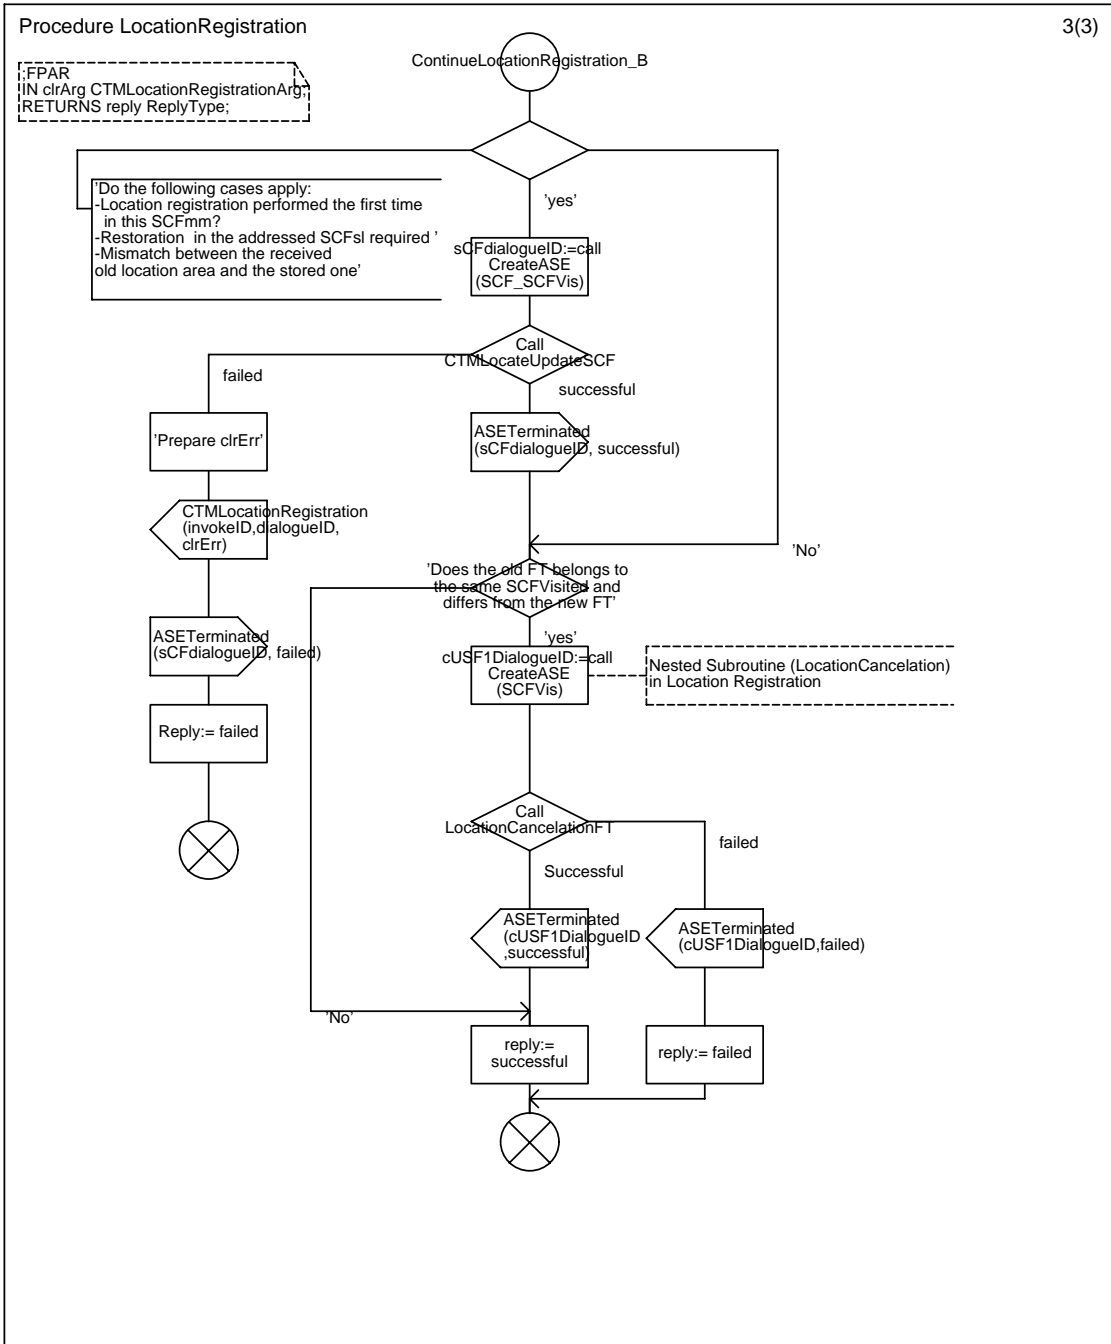 Procedure LocationRegistration
3(3)
;FPAR
IN clrArg CTMLocationRegistrationArg;
RETURNS reply ReplyType;
ContinueLocationRegistration_B
'Do the following cases apply:
-Location registration performed the first time
in this SCFmm?
-Restoration in the addressed SCFsl required '
-Mismatch between the received
old location area and the stored one'
'yes'
sCFdialogueID:=call
CreateASE
(SCF_SCFVis)
Call
CTMLocateUpdateSCF
failed
successful
'Prepare clrErr'
ASETerminated
(sCFdialogueID, successful)
CTMLocationRegistration
(invokeID,dialogueID,
clrErr)
'No'
'Does the old FT belongs to
the same SCFVisited and
differs from the new FT'
ASETerminated
(sCFdialogueID, failed)
'yes'
cUSF1DialogueID:=call
CreateASE
(SCFVis)
Nested Subroutine (LocationCancelation)
in Location Registration
Reply:= failed
Call
LocationCancelationFT
failed
Successful
ASETerminated
(cUSF1DialogueID
,successful)
ASETerminated
(cUSF1DialogueID,failed)
'No'
reply:=
successful
reply:= failed